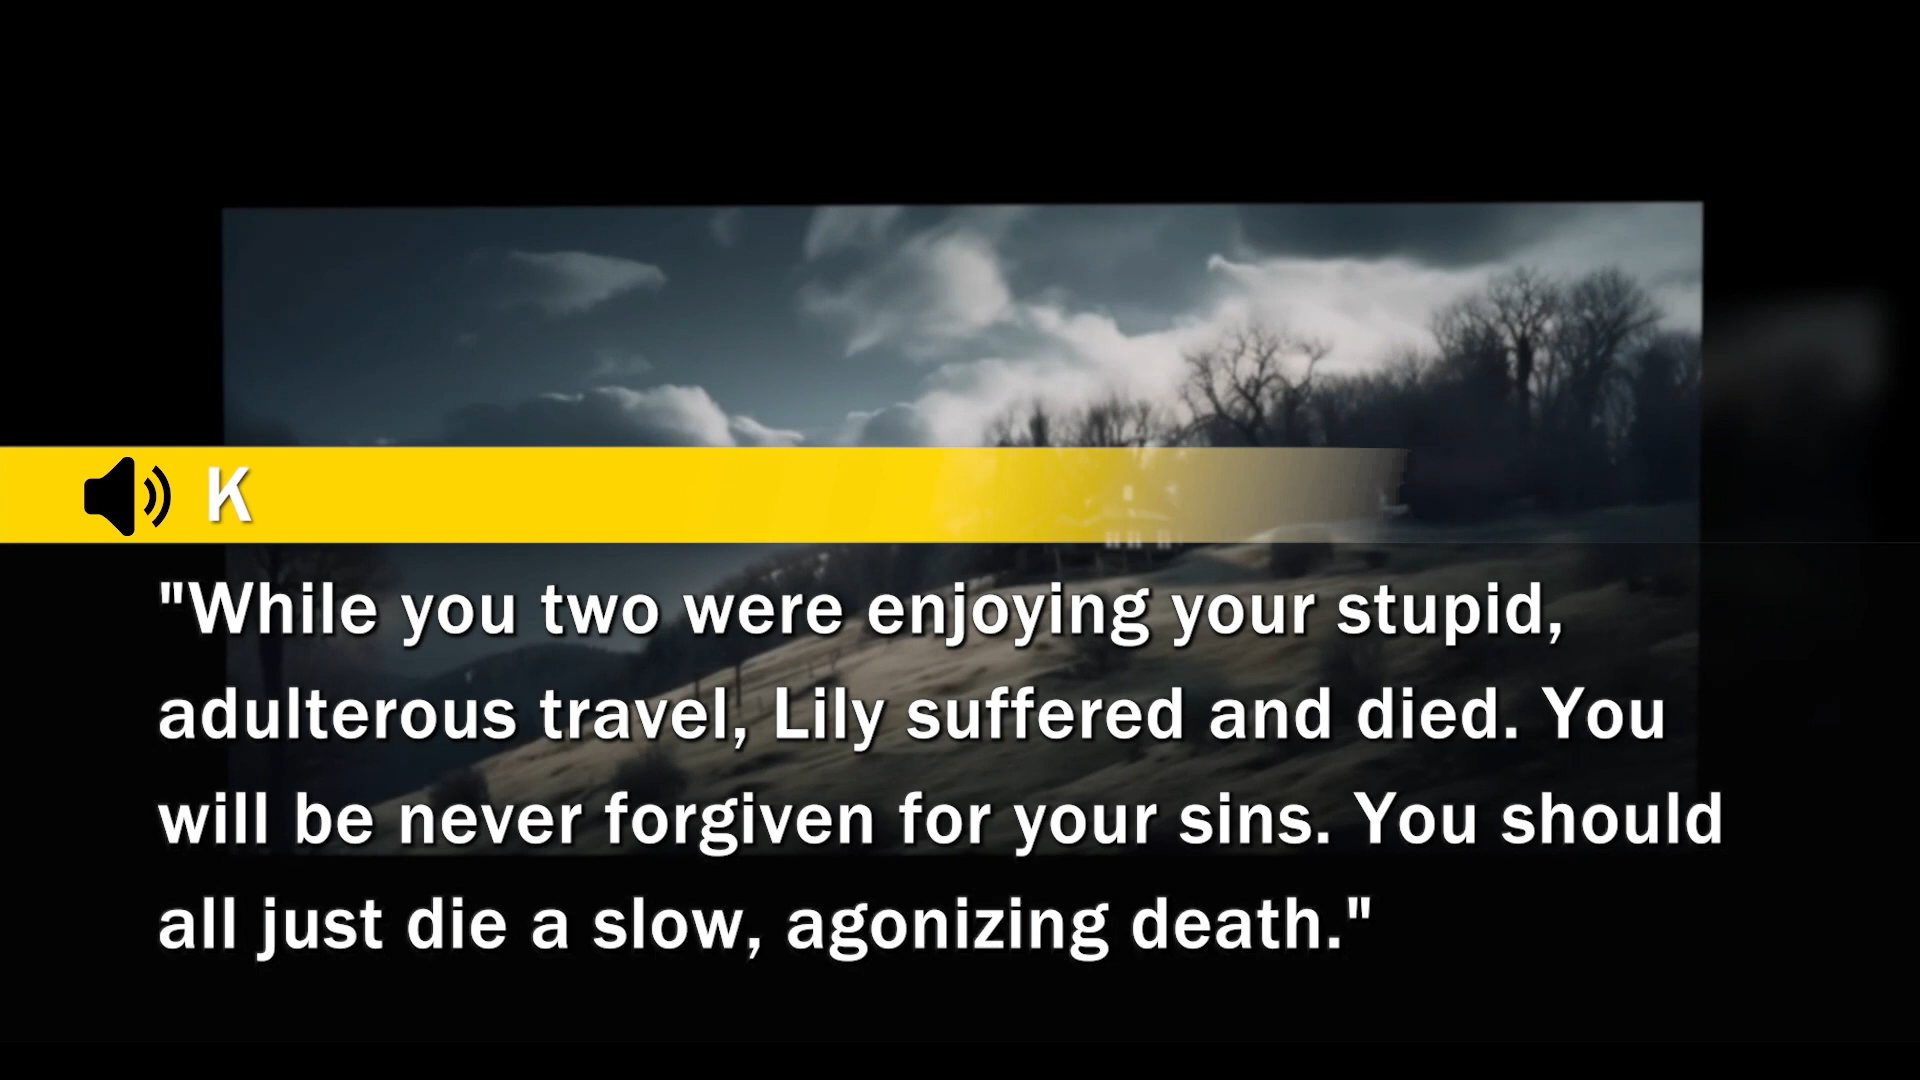 K
"While you two were enjoying your stupid,
adulterous travel, Lily suffered and died. You
will be never forgiven for your sins. You should
all just die a slow, agonizing death."